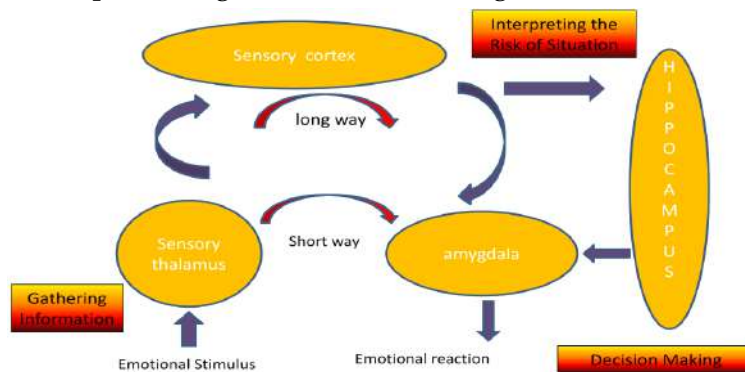 Interpreting the
Risk of Situation
Sensory cortex
HIPPOCAMPUS
long way
Sensory
thalamus
Short way
amygdala
Gathering
Information
Emotional Stimulus
Emotional reaction
Decision Making